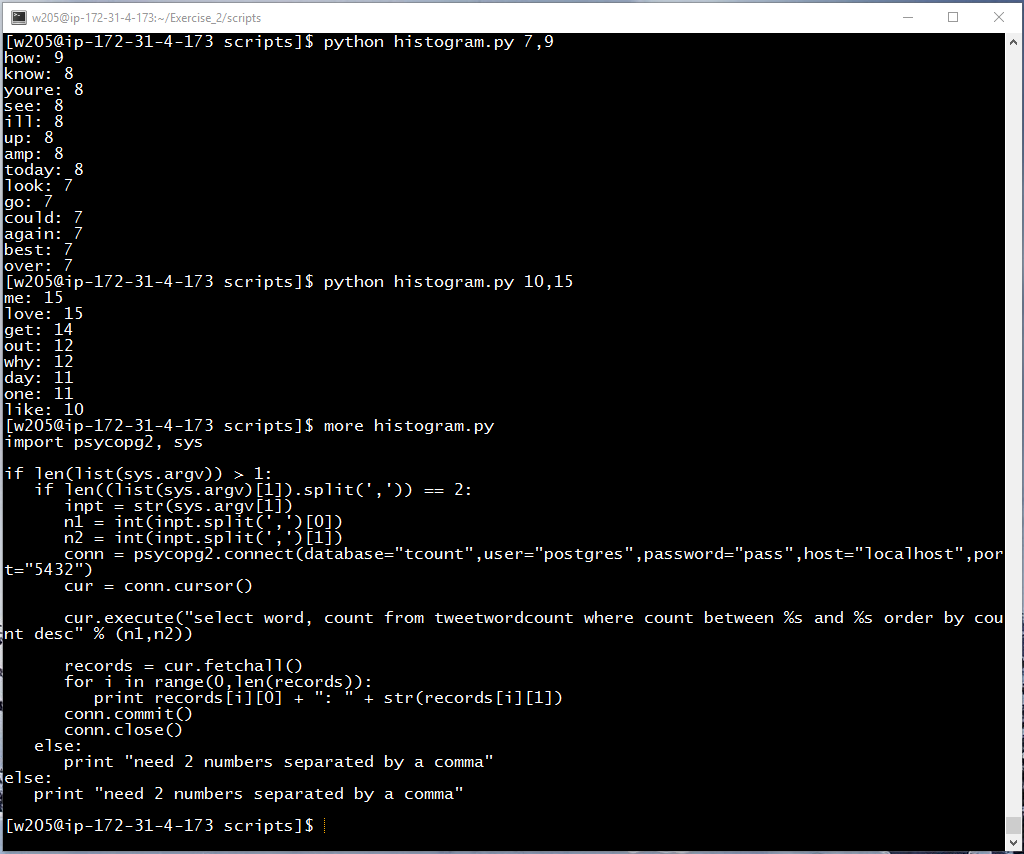 w205@ip-172-31-4-173:~/Exercise_2/scripts
[w205@ip-172-31-4-173 scripts]$ python histogram.py 7,9
how: 9
know: 8
youre: 8
see: 8
ill: 8
up: 8
amp: 8
today: 8
look: 7
go: 7
could: 7
again: 7
best: 7
over: 7
[w205@ip-172-31-4-173 scripts]$ python histogram.py 10,15
me: 15
love: 15
get: 14
out: 12
why: 12
day: 11
one: 11
like: 10
[w205@ip-172-31-4-173 scripts]$ more histogram.py
import psycopg2, sys

if len(list(sys.argv)) > 1:
   if len((list(sys.argv)[1]).split(',')) == 2:
      inpt = str(sys.argv[1])
      n1 = int(inpt.split(',')[0])
      n2 = int(inpt.split(',')[1])
      conn = psycopg2.connect(database="tcount",user="postgres",password="pass",host="localhost",por
t="5432")
      cur = conn.cursor()

      cur.execute("select word, count from tweetwordcount where count between %s and %s order by cou
nt desc" % (n1,n2))

      records = cur.fetchall()
      for i in range(0,len(records)):
         print records[i][0] + ": " + str(records[i][1])
      conn.commit()
      conn.close()
   else:
      print "need 2 numbers separated by a comma"
else:
   print "need 2 numbers separated by a comma"

[w205@ip-172-31-4-173 scripts]$